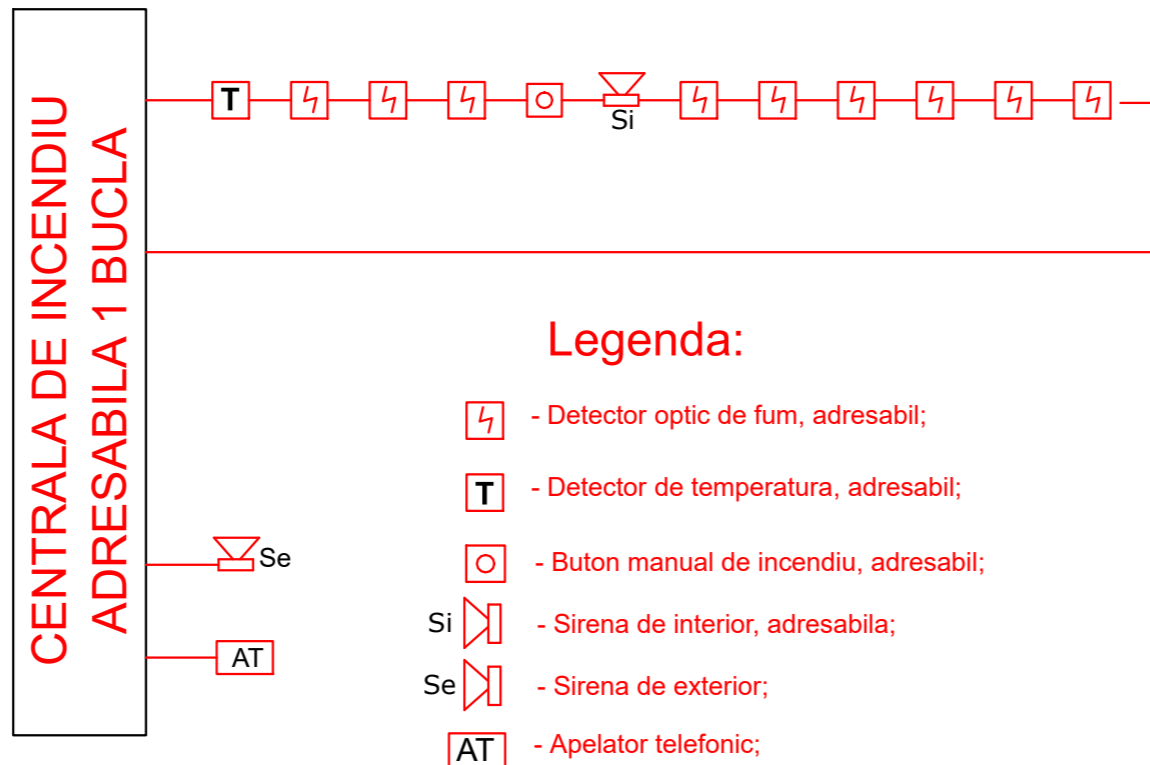 CENTRALA DE INCENDIU
ADRESABILA 1 BUCLA
T
Si
Se
AT
Legenda:
- Detector optic de fum, adresabil;
T - Detector de temperatura, adresabil;
- Buton manual de incendiu, adresabil;
Si - Sirena de interior, adresabila;
Se - Sirena de exterior;
AT - Apelator telefonic;